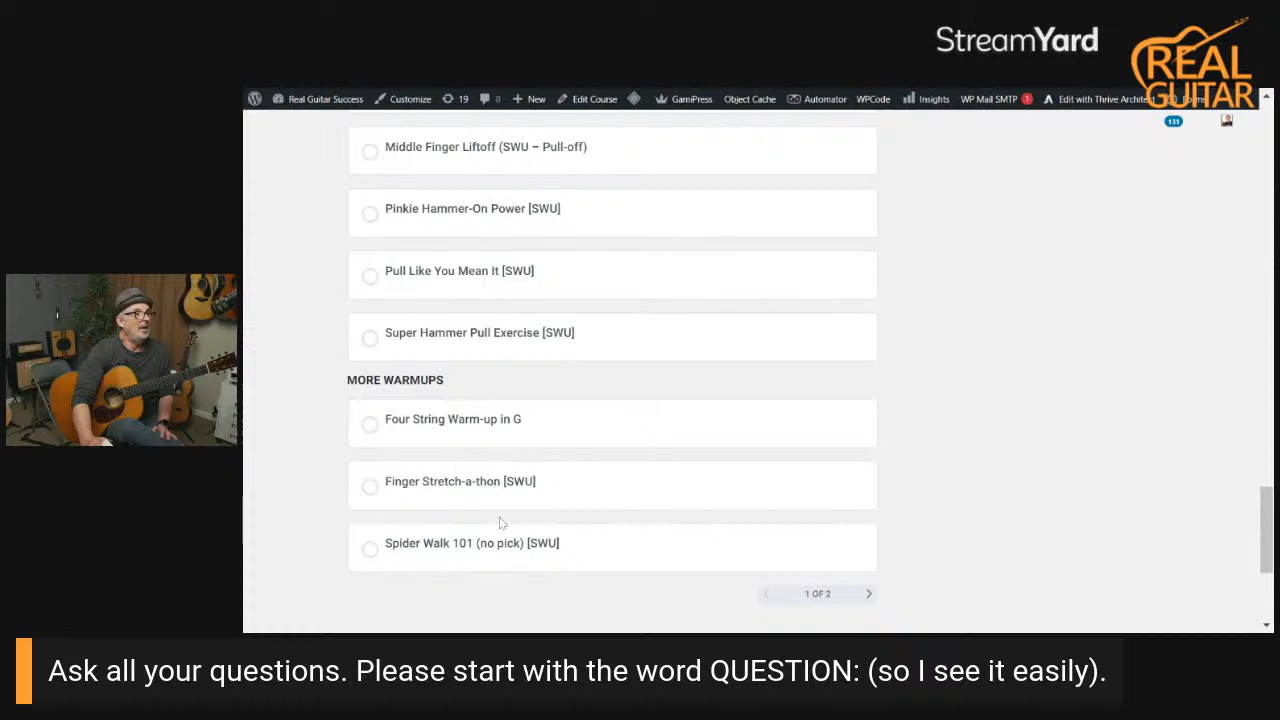 StreamYard
REAL
GUITAR
Real Guitar Success Customize 19 0 New Edit Course GamiPress Object Cache Automator WPCode Insights WP Mail SMTP 1 Edit with Thrive Architect
131
Middle Finger Liftoff (SWU – Pull-off)
Pinkie Hammer-On Power [SWU]
Pull Like You Mean It [SWU]
Super Hammer Pull Exercise [SWU]
MORE WARMUPS
Four String Warm-up in G
Finger Stretch-a-thon [SWU]
Spider Walk 101 (no pick) [SWU]
1 OF 2
Ask all your questions. Please start with the word QUESTION: (so I see it easily).